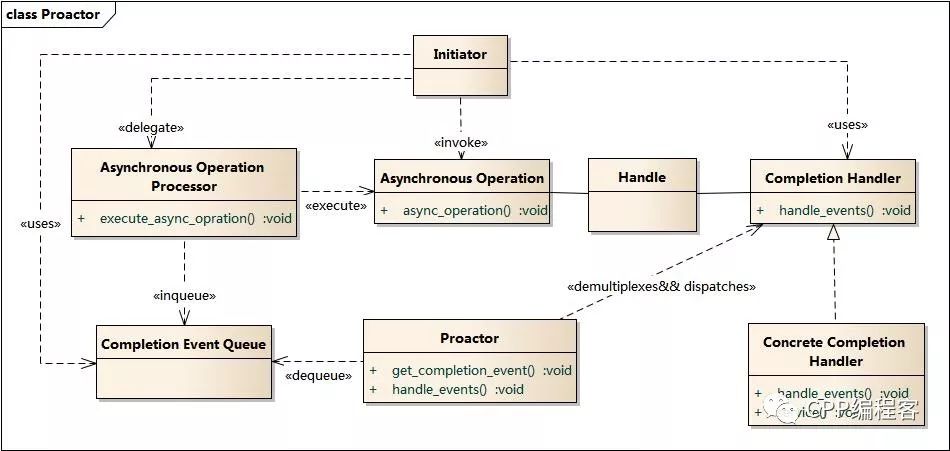 class Proactor
Initiator
«delegate»
«invoke»
«uses»
Asynchronous Operation
Processor
+ execute_async_opration() :void
«execute»
Asynchronous Operation
+ async_operation() :void
Handle
Completion Handler
+ handle_events() :void
«uses»
«inqueue»
«demultiplexes&& dispatches»
Completion Event Queue
«dequeue»
Proactor
+ get_completion_event() :void
+ handle_events() :void
Concrete Completion
Handler
+ handle_events() :void
+
CPP编程客